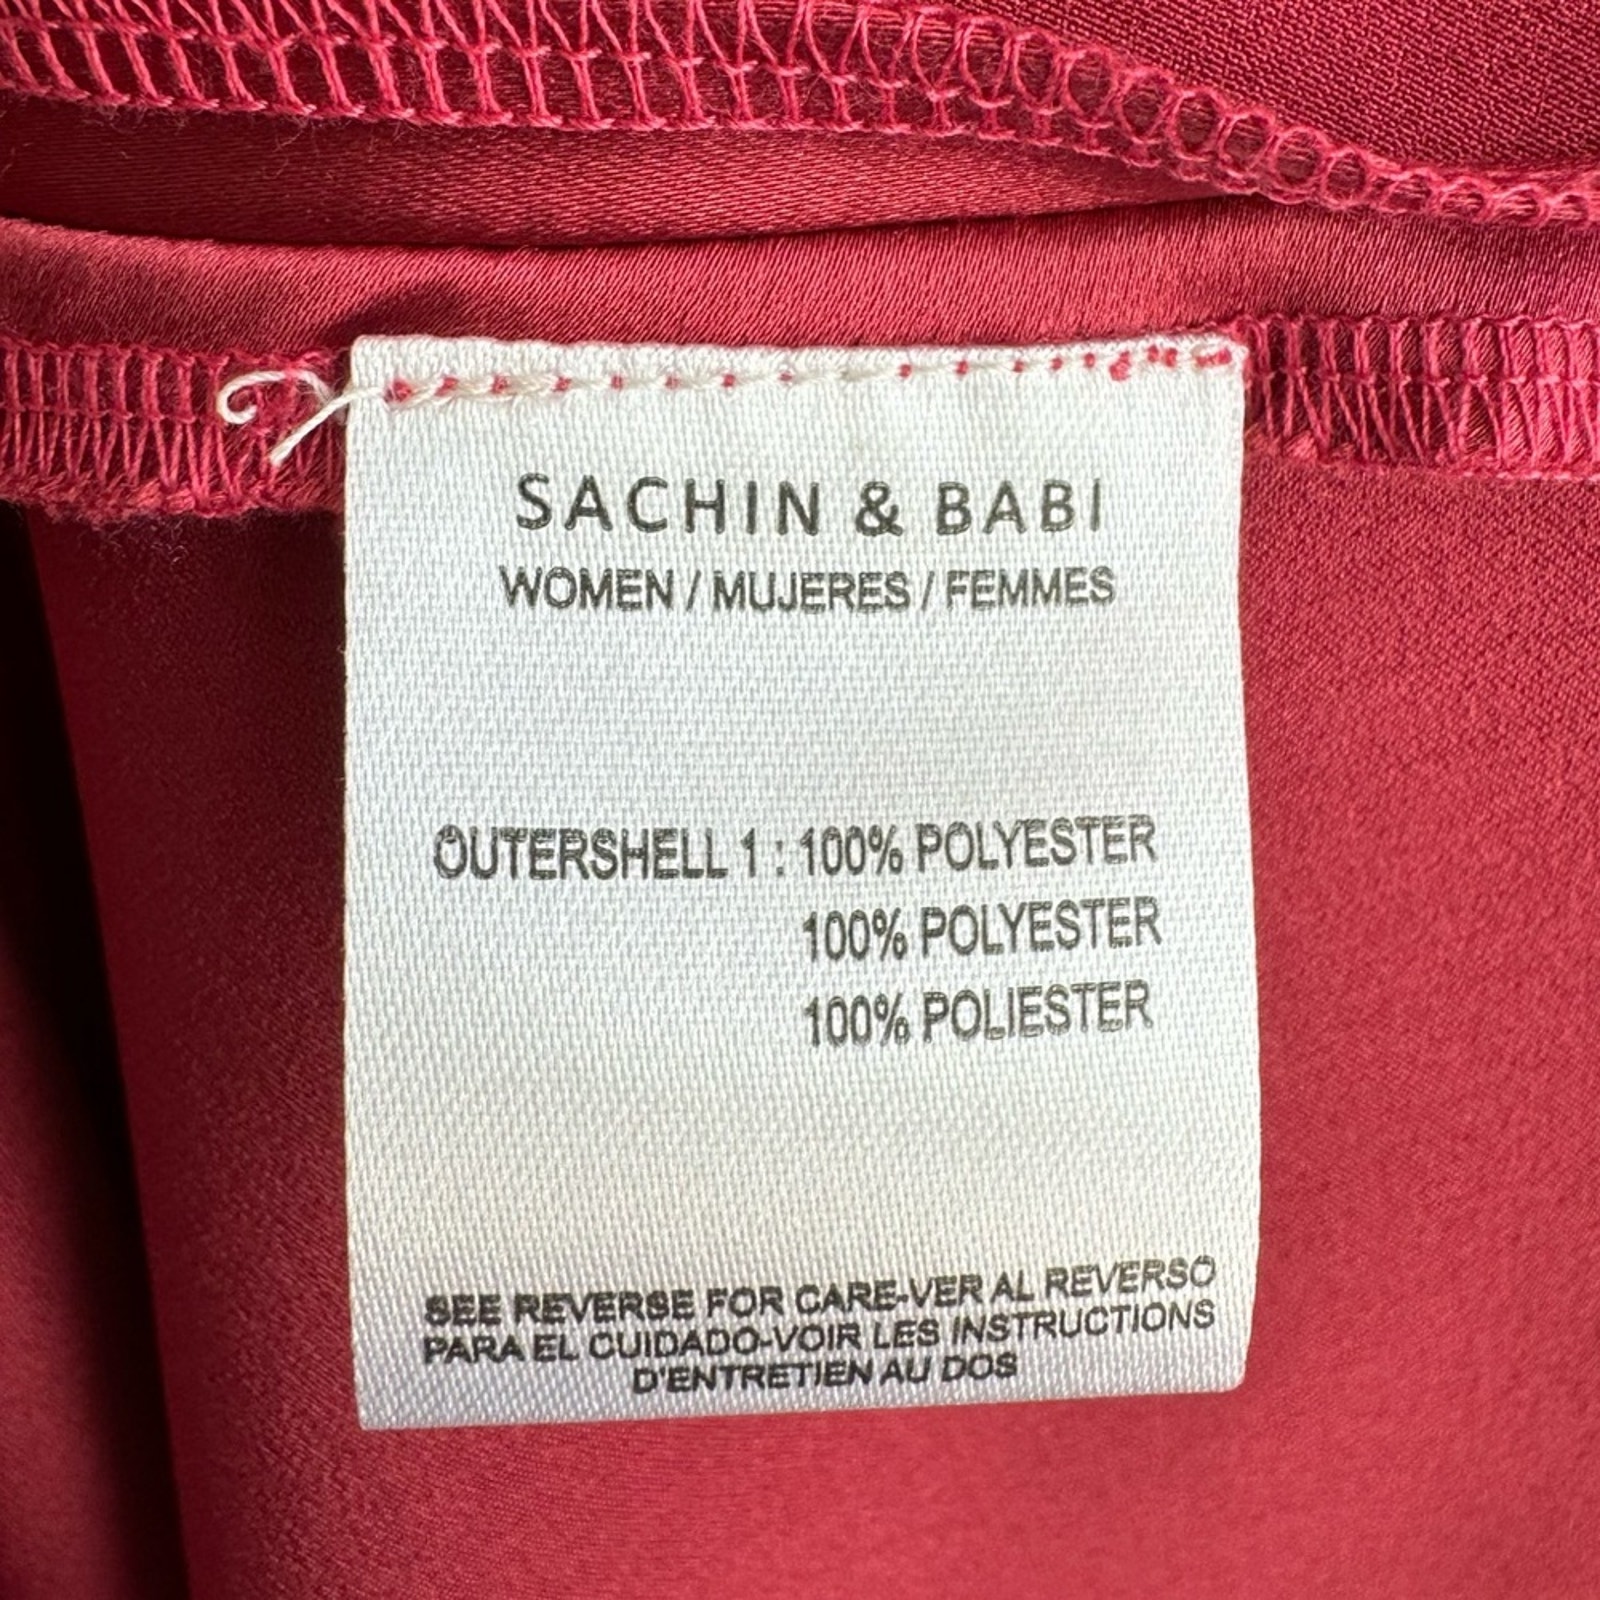 SACHIN & BABI
WOMEN / MUJERES / FEMMES
OUTERSHELL 1 : 100% POLYESTER
100% POLYESTER
100% POLIESTER
SEE REVERSE FOR CARE-VER AL REVERSO
PARA EL CUIDADO-VOIR LES INSTRUCTIONS
D'ENTRETIEN AU DOS